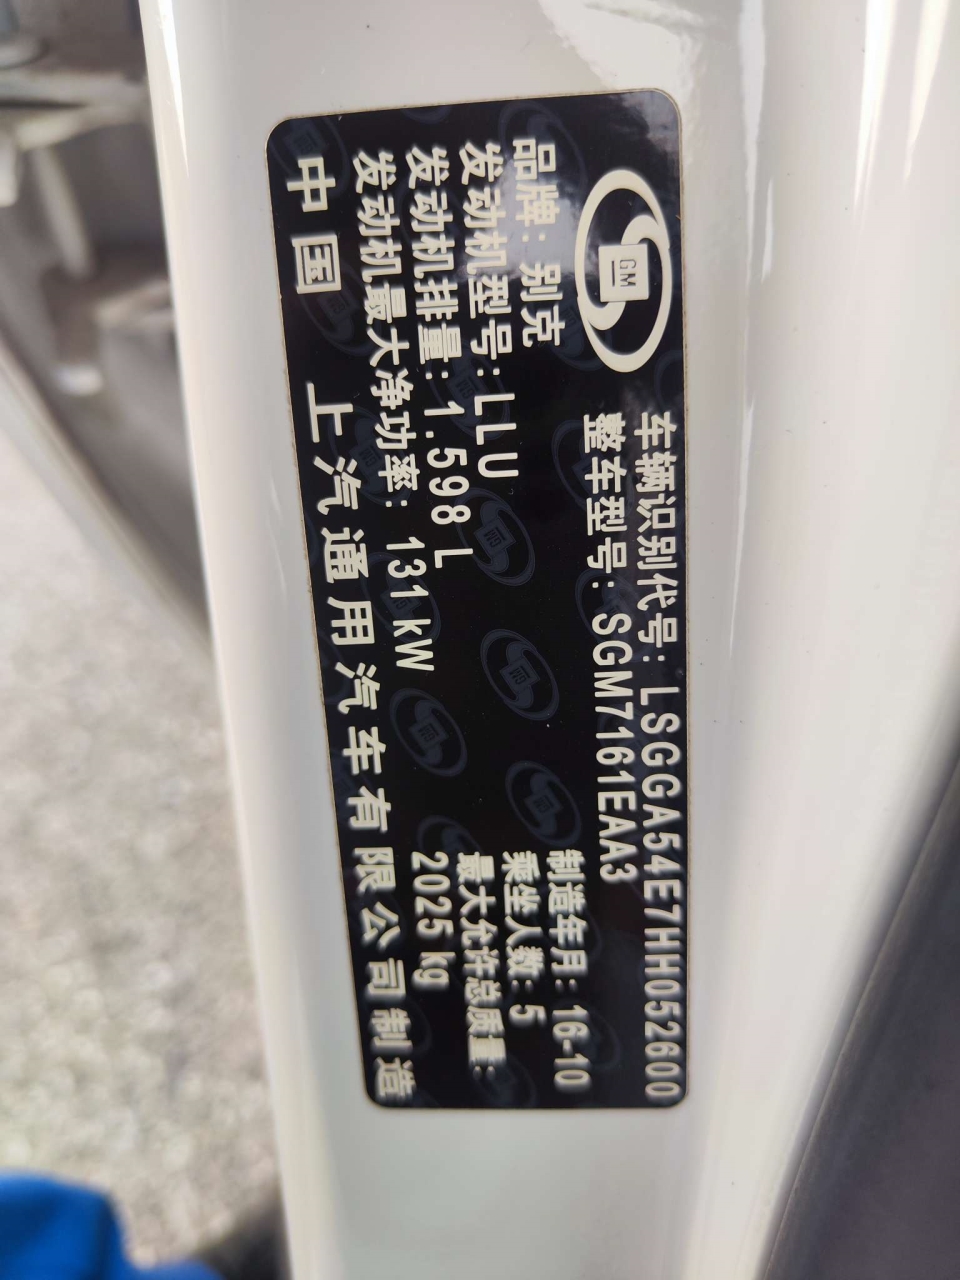 GM
车辆识别代号: LSGGA54E7HH052600
整车型号: SGM7161EAA3
品牌: 别克
制造年月: 16-10
发动机型号: LLU
乘坐人数: 5
发动机排量: 1.598 L
最大允许总质量:
发动机最大净功率: 131 kW
2025 kg
中国 上汽通用汽车有限公司制造